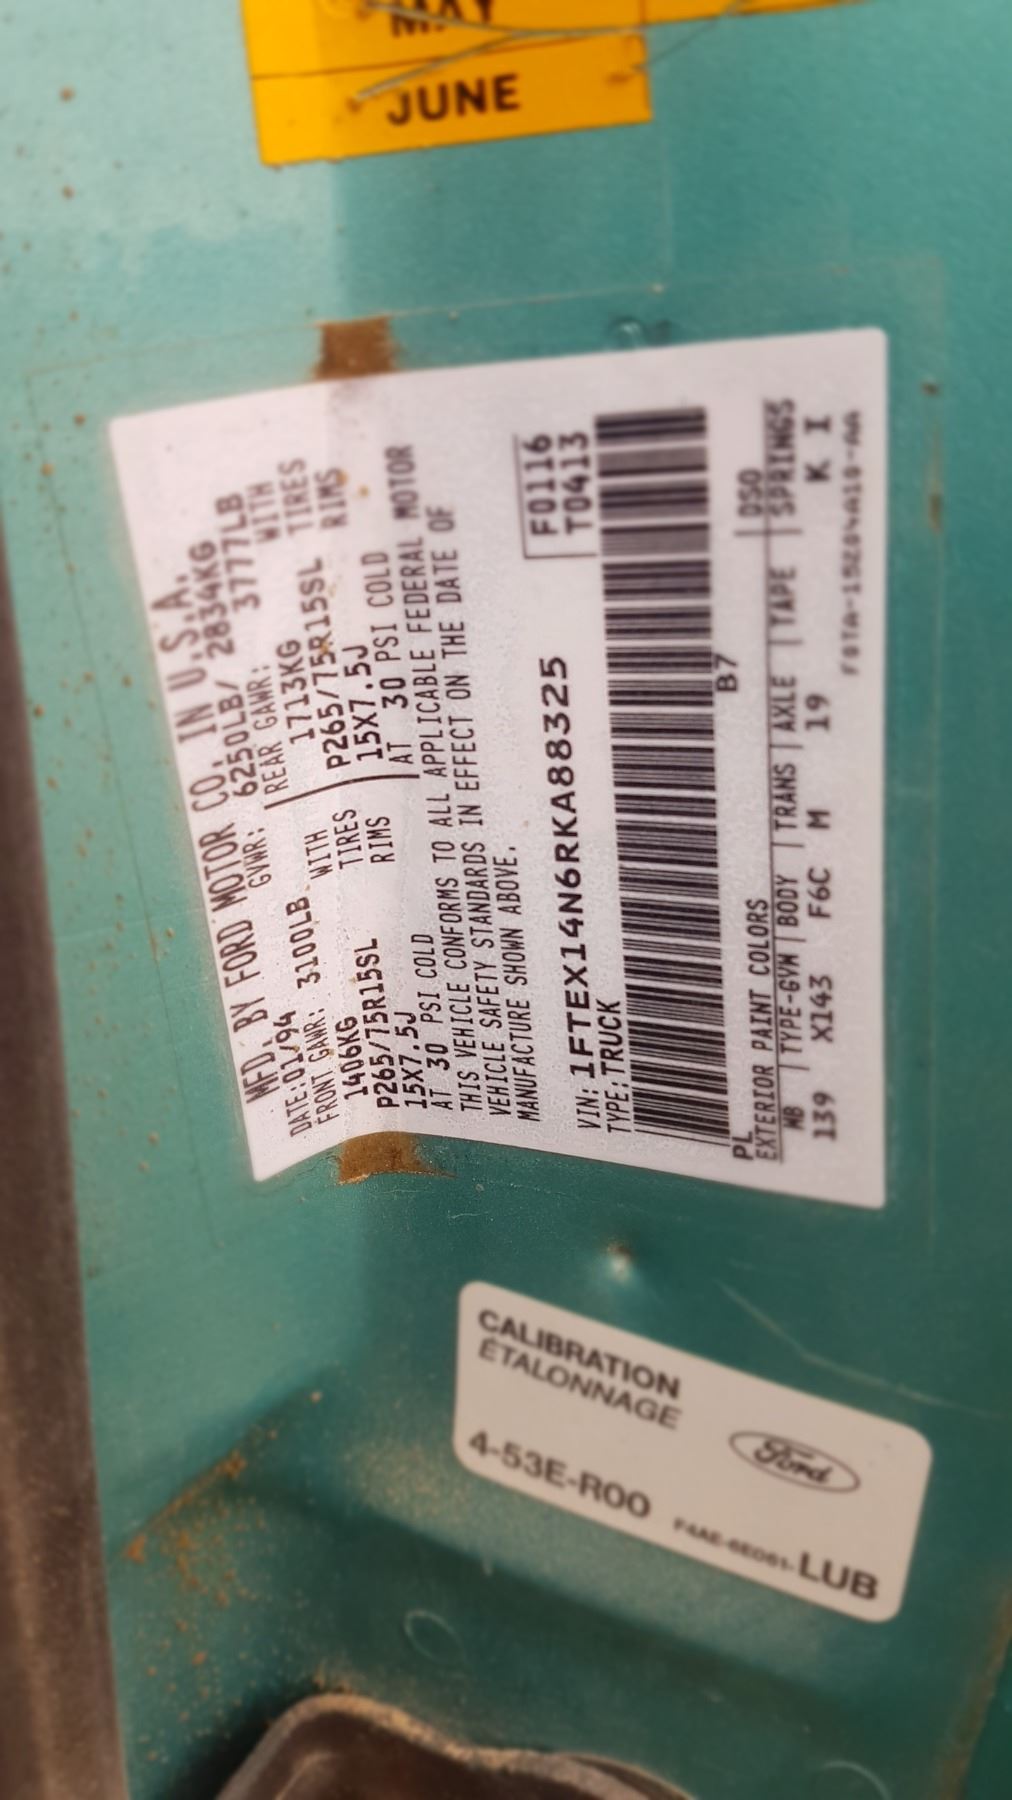 MAY
JUNE
MFD. BY FORD MOTOR CO. IN U.S.A.
DATE:01/94 GVWR: 6250LB/ 2834KG
FRONT GAWR: 3100LB REAR GAWR: 3777LB
1406KG WITH 1713KG WITH
P265/75R15SL TIRES P265/75R15SL TIRES
15X7.5J RIMS 15X7.5J RIMS
AT 30 PSI COLD AT 30 PSI COLD
THIS VEHICLE CONFORMS TO ALL APPLICABLE FEDERAL MOTOR
VEHICLE SAFETY STANDARDS IN EFFECT ON THE DATE OF
MANUFACTURE SHOWN ABOVE.
F0116
T0413
VIN: 1FTEX14N6RKA88325
TYPE: TRUCK
PL B7
EXTERIOR PAINT COLORS DSO
WB TYPE-GVW BODY TRANS AXLE TAPE SPRINGS
139 X143 F6C M 19 K I
CALIBRATION
ÉTALONNAGE
Ford
4-53E-R00
LUB